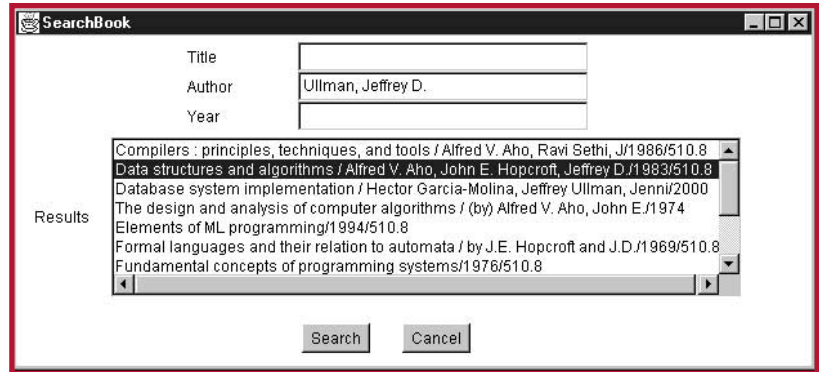 SearchBook
Title
Author Ullman, Jeffrey D.
Year
Results
Compilers : principles, techniques, and tools / Alfred V. Aho, Ravi Sethi, J/1986/510.8
Data structures and algorithms / Alfred V. Aho, John E. Hopcroft, Jeffrey D./1983/510.8
Database system implementation / Hector Garcia-Molina, Jeffrey Ullman, Jenni/2000
The design and analysis of computer algorithms / (by) Alfred V. Aho, John E./1974
Elements of ML programming/1994/510.8
Formal languages and their relation to automata / by J.E. Hopcroft and J.D./1969/510.8
Fundamental concepts of programming systems/1976/510.8
Search Cancel